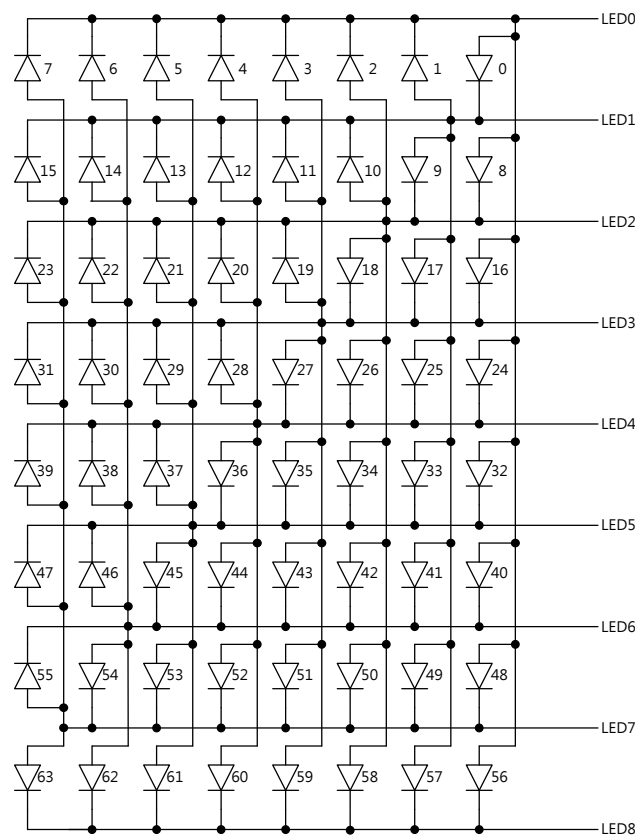 LED0
7 6 5 4 3 2 1 0
LED1
15 14 13 12 11 10 9 8
LED2
23 22 21 20 19 18 17 16
LED3
31 30 29 28 27 26 25 24
LED4
39 38 37 36 35 34 33 32
LED5
47 46 45 44 43 42 41 40
LED6
55 54 53 52 51 50 49 48
LED7
63 62 61 60 59 58 57 56
LED8